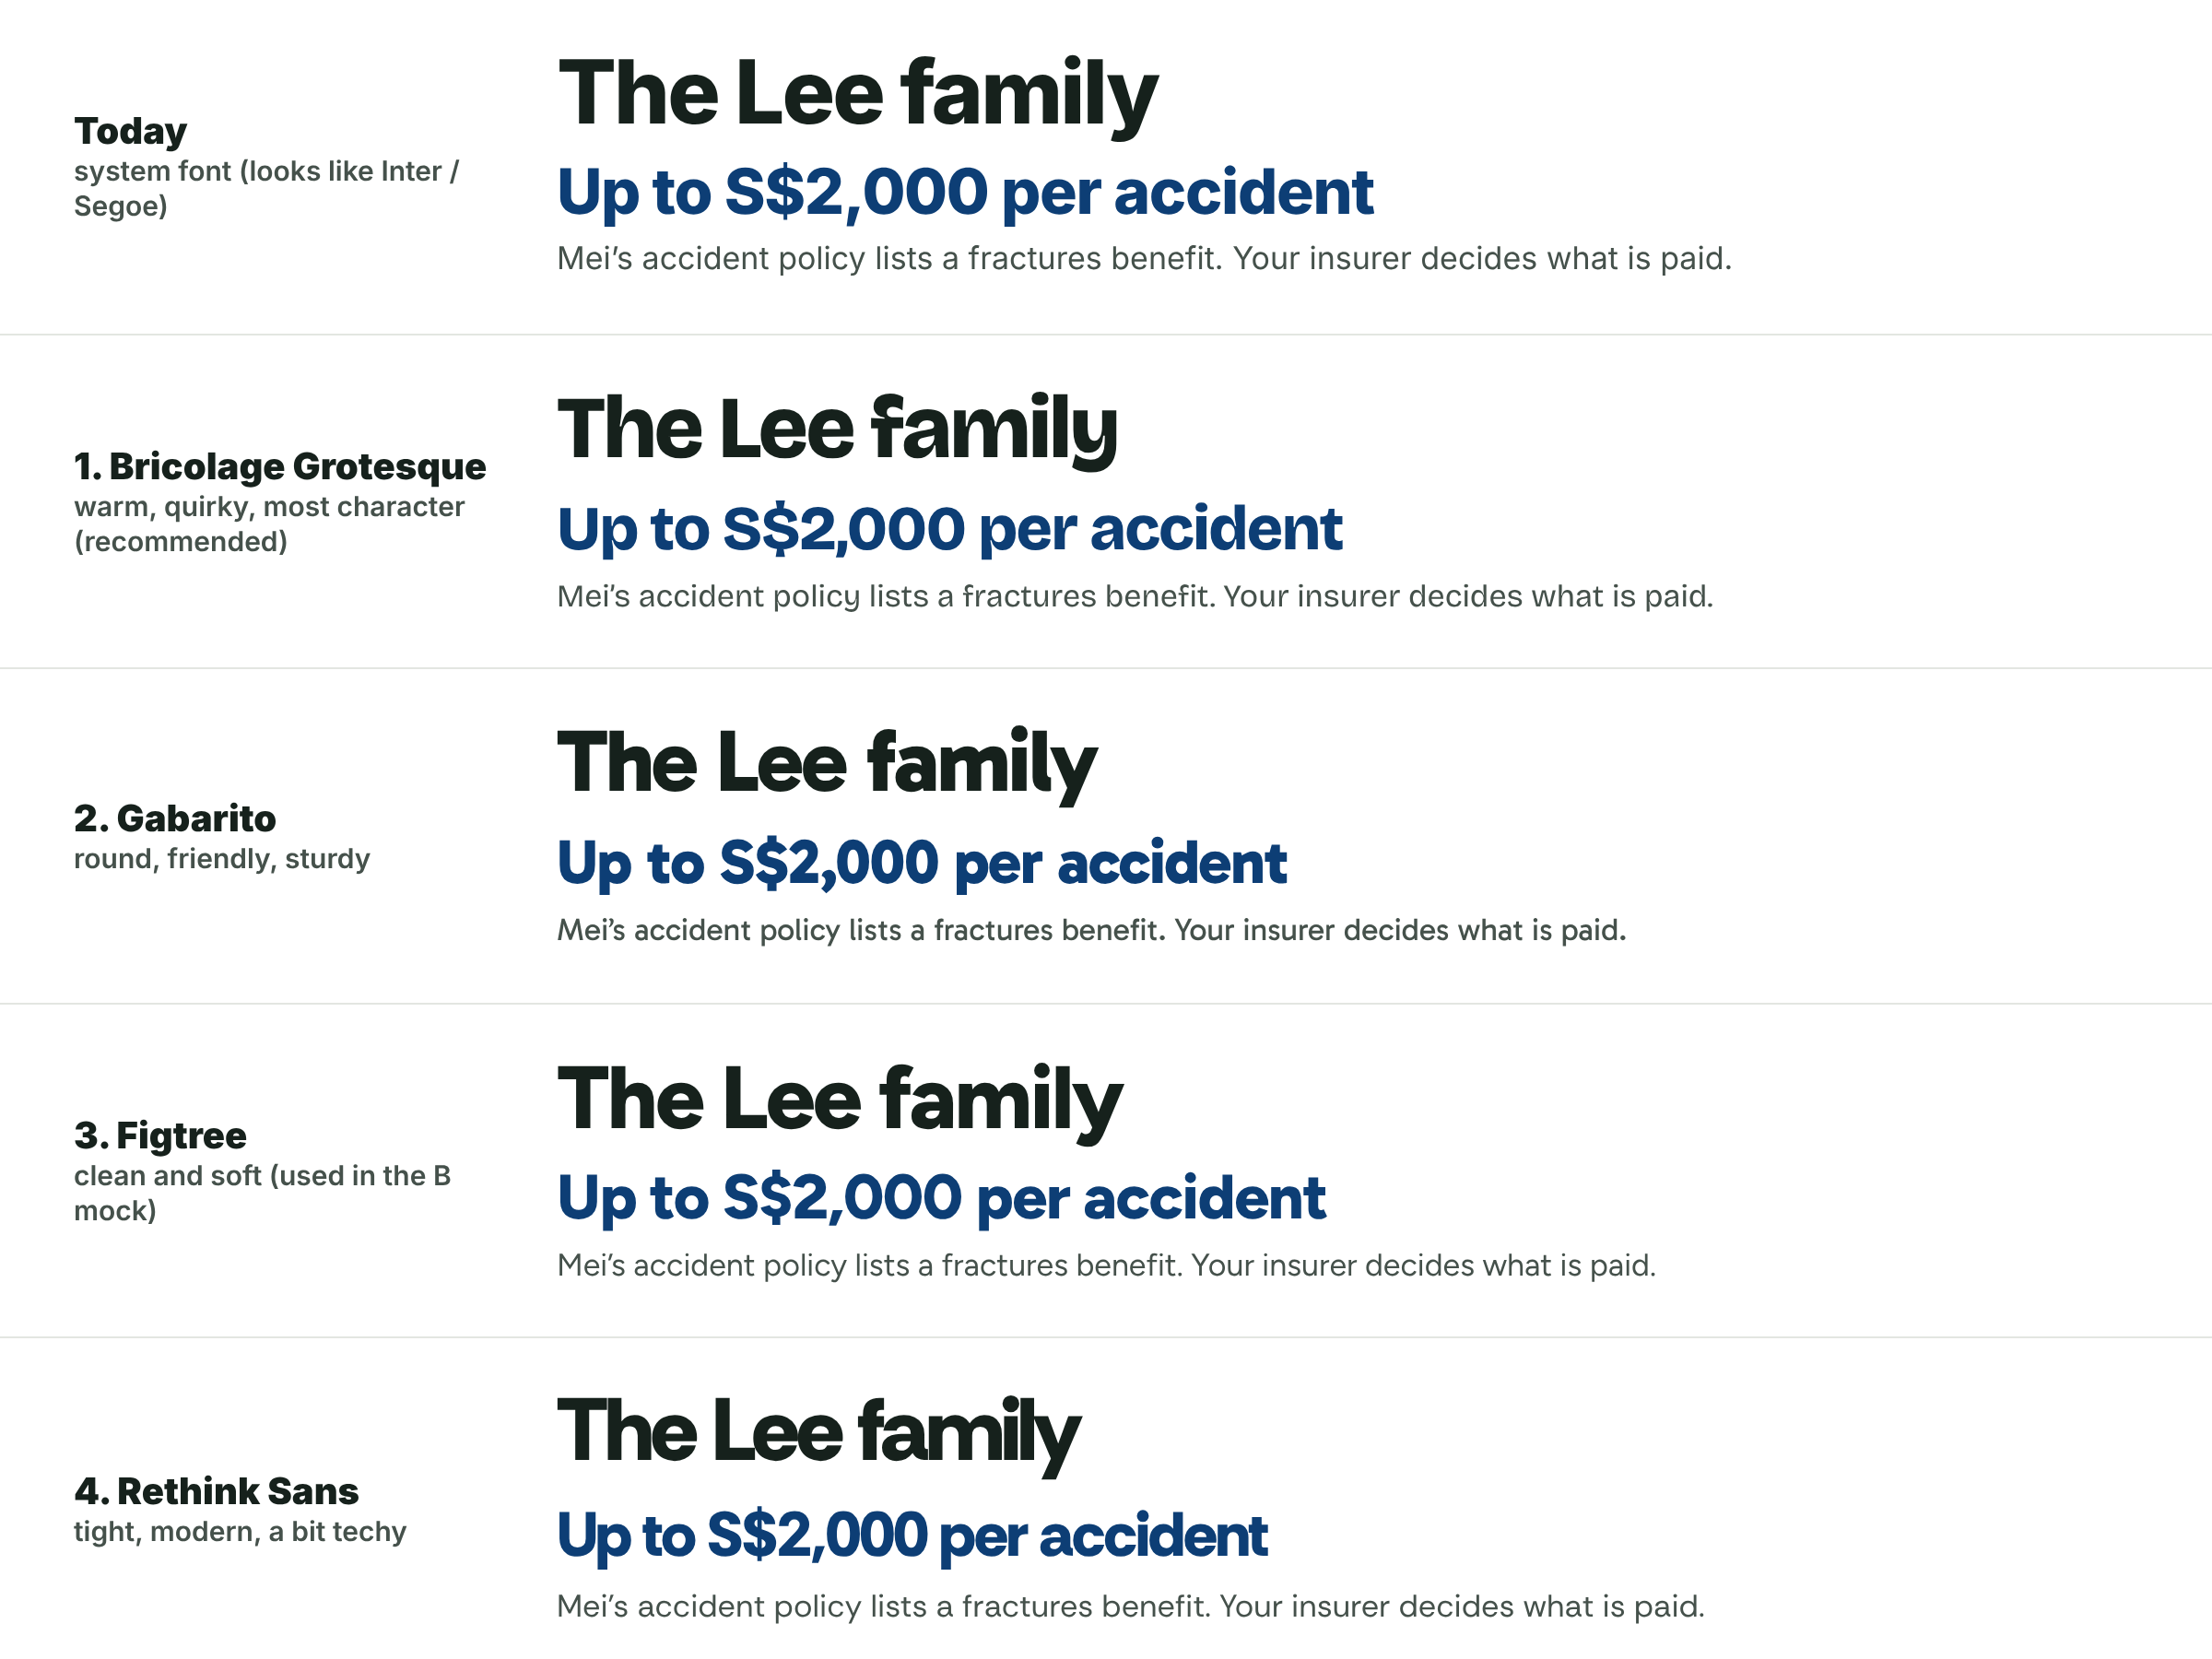 Today
system font (looks like Inter /
Segoe)
The Lee family
Up to S$2,000 per accident
Mei’s accident policy lists a fractures benefit. Your insurer decides what is paid.
1. Bricolage Grotesque
warm, quirky, most character
(recommended)
The Lee family
Up to S$2,000 per accident
Mei’s accident policy lists a fractures benefit. Your insurer decides what is paid.
2. Gabarito
round, friendly, sturdy
The Lee family
Up to S$2,000 per accident
Mei’s accident policy lists a fractures benefit. Your insurer decides what is paid.
3. Figtree
clean and soft (used in the B
mock)
The Lee family
Up to S$2,000 per accident
Mei’s accident policy lists a fractures benefit. Your insurer decides what is paid.
4. Rethink Sans
tight, modern, a bit techy
The Lee family
Up to S$2,000 per accident
Mei’s accident policy lists a fractures benefit. Your insurer decides what is paid.